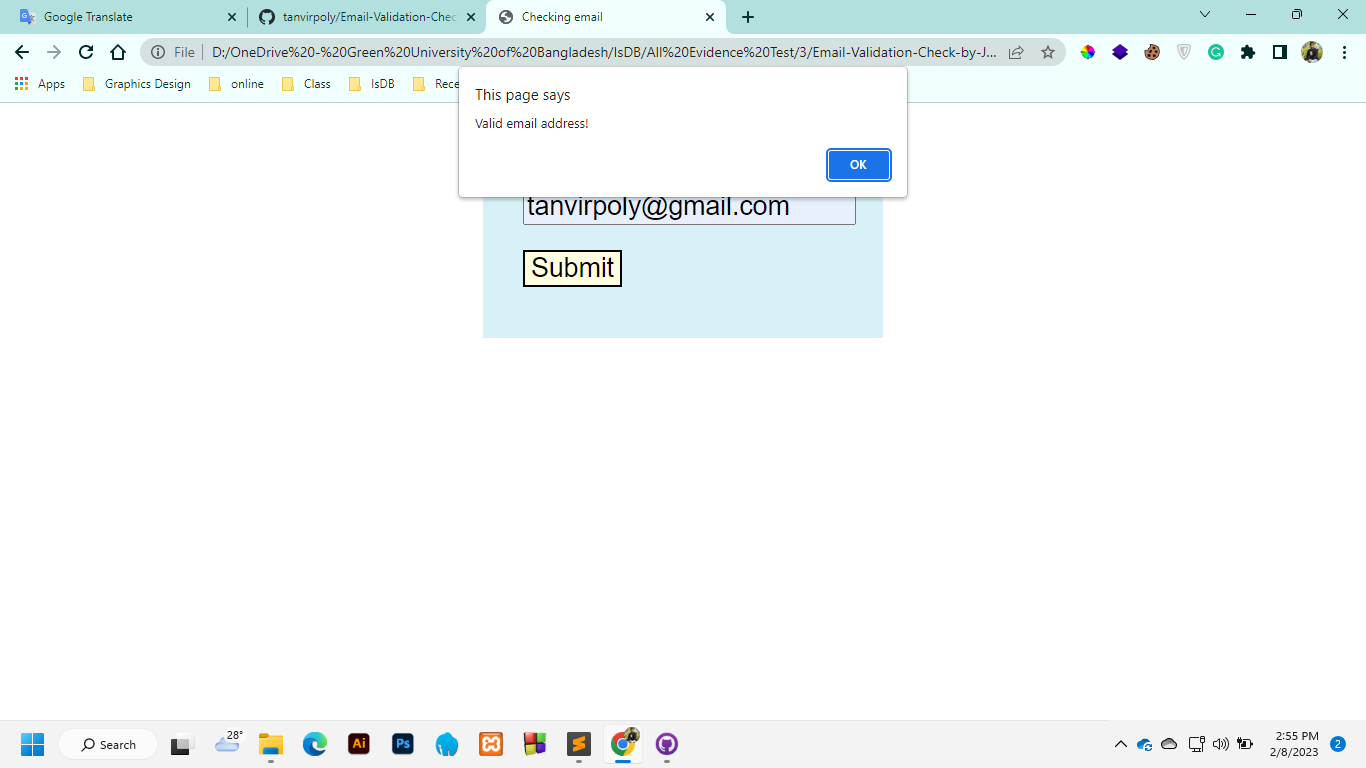 Google Translate
tanvirpoly/Email-Validation-Chec
Checking email
File
D:/OneDrive%20-%20Green%20University%20of%20Bangladesh/IsDB/All%20Evidence%20Test/3/Email-Validation-Check-by-J...
Apps
Graphics Design
online
Class
IsDB
Rece
This page says
Valid email address!
OK
tanvirpoly@gmail.com
Submit
28°
Search
Ai
Ps
2:55 PM
2/8/2023
2